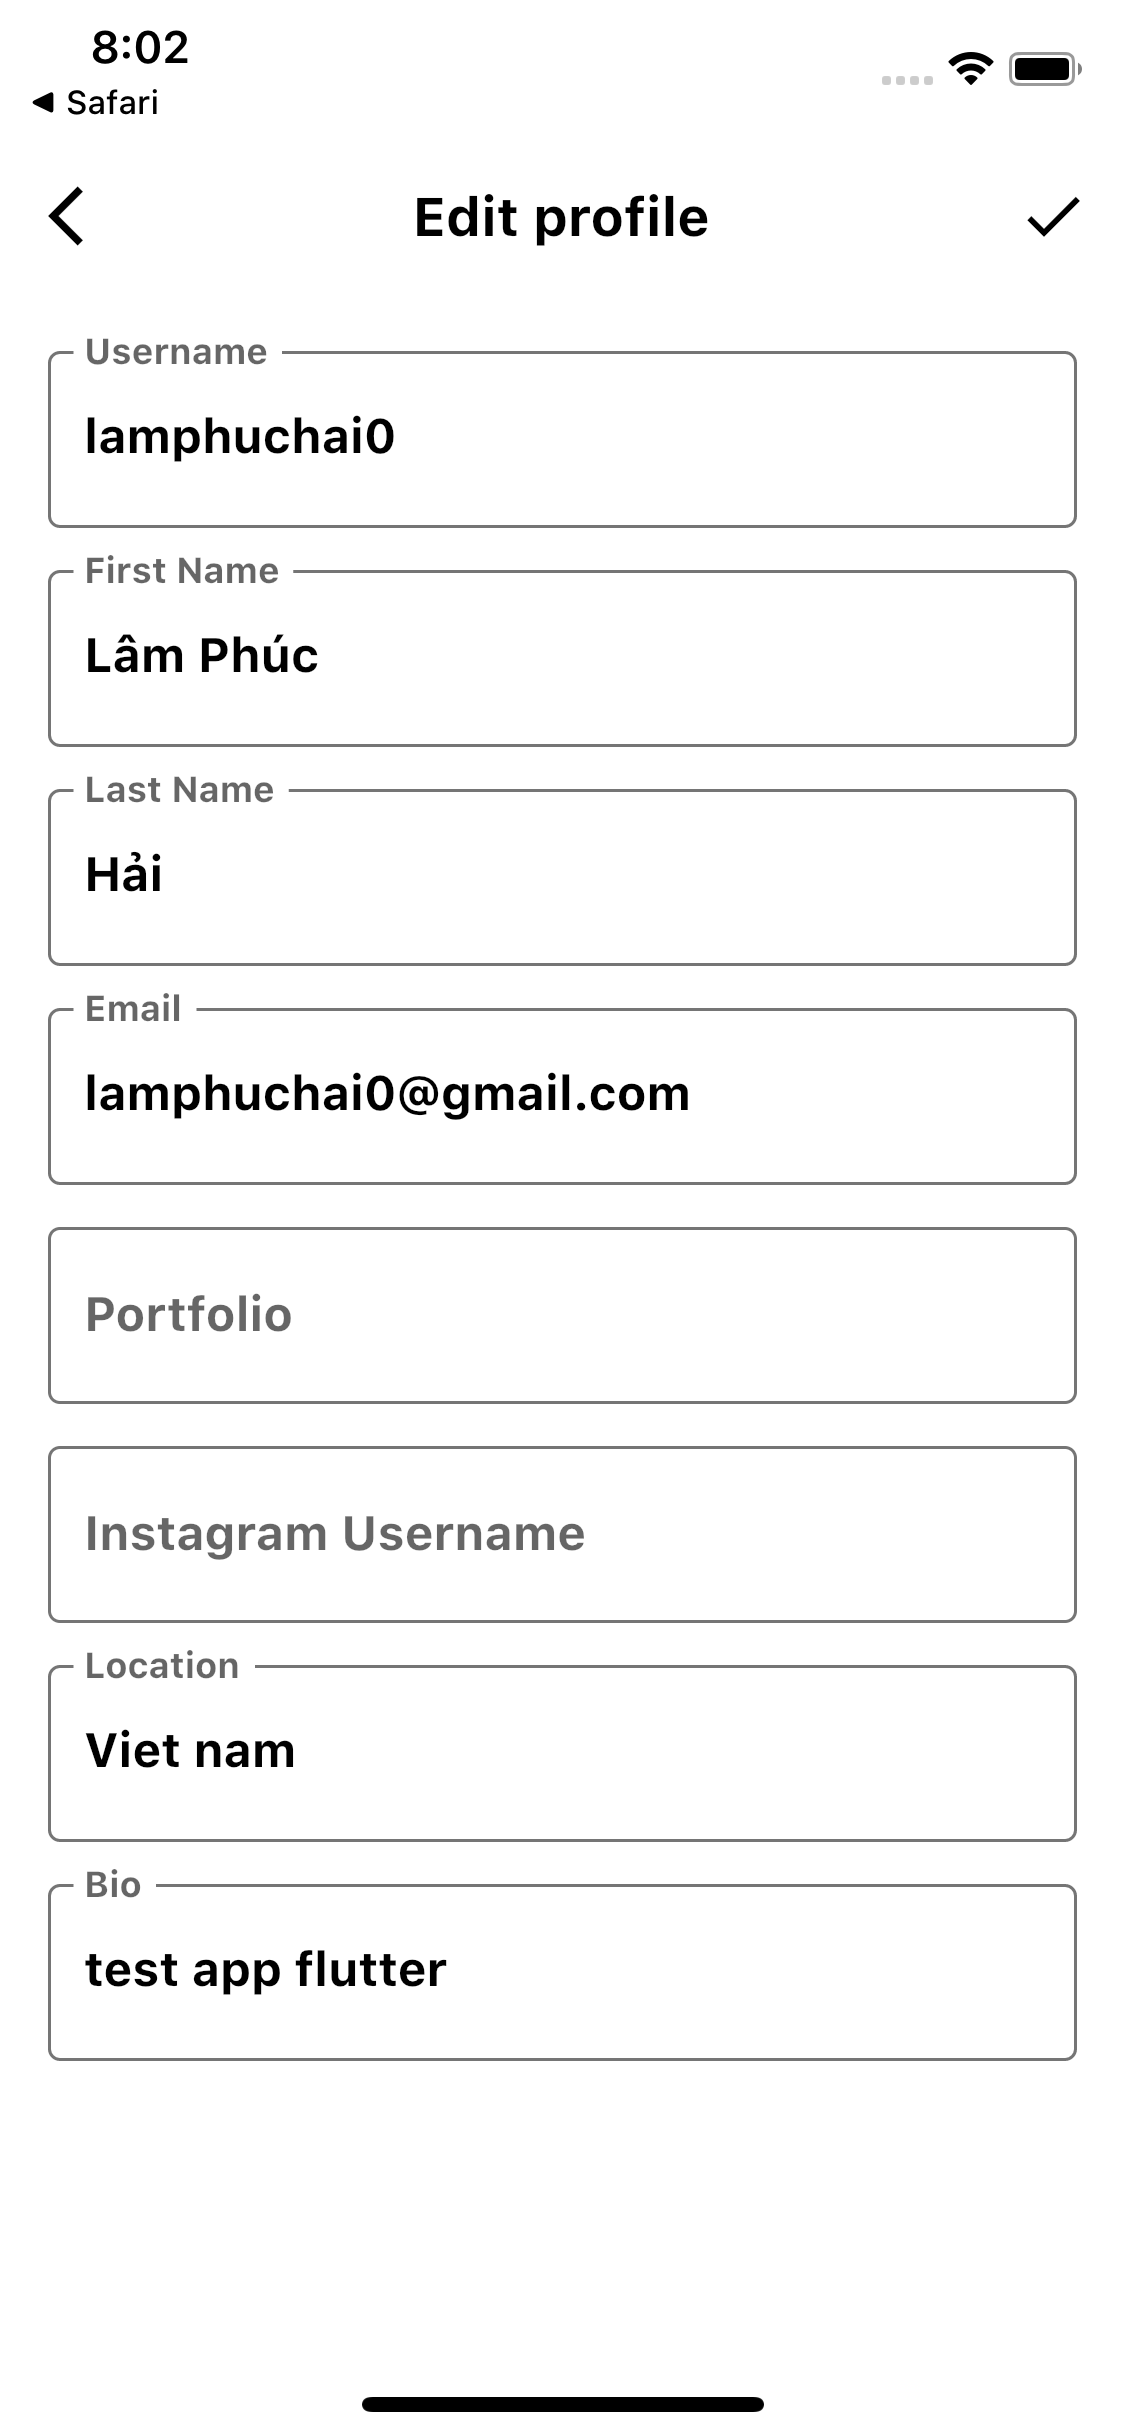 8:02
Safari
Edit profile
Username
lamphuchai0
First Name
Lâm Phúc
Last Name
Hải
Email
lamphuchai0@gmail.com
Portfolio
Instagram Username
Location
Viet nam
Bio
test app flutter